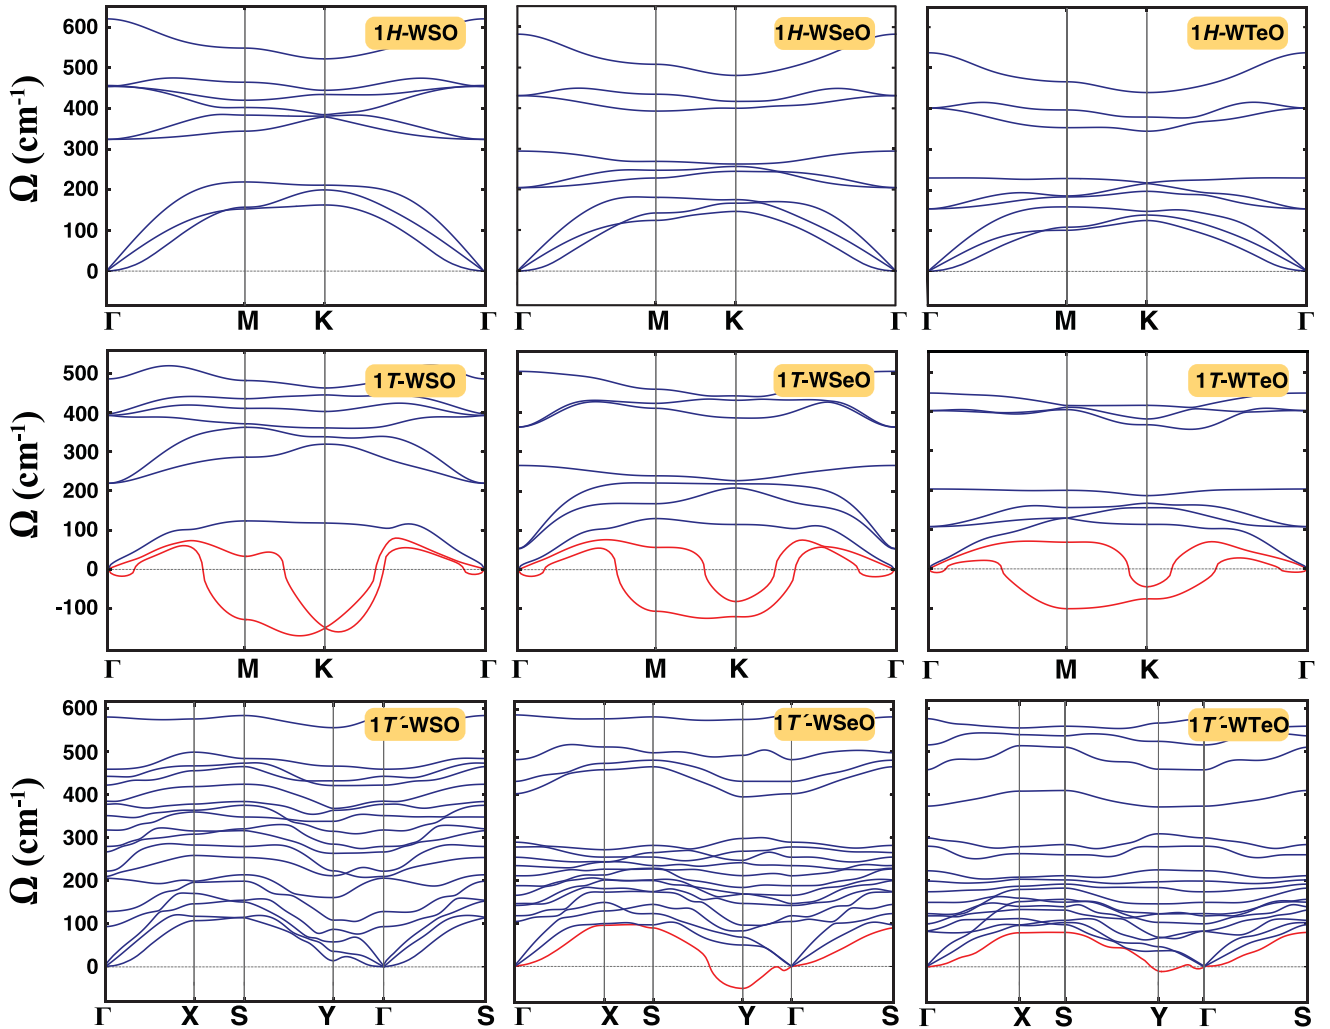 600
500
400
300
200
100
0
Ω (cm-1)
1H-WSO
1H-WSeO
1H-WTeO
Γ M K Γ
Γ M K Γ
Γ M K Γ
500
400
300
200
100
0
-100
Ω (cm-1)
1T-WSO
1T-WSeO
1T-WTeO
Γ M K Γ
Γ M K Γ
Γ M K Γ
600
500
400
300
200
100
0
Ω (cm-1)
1T´-WSO
1T´-WSeO
1T´-WTeO
Γ X S Y Γ S
Γ X S Y Γ S
Γ X S Y Γ S